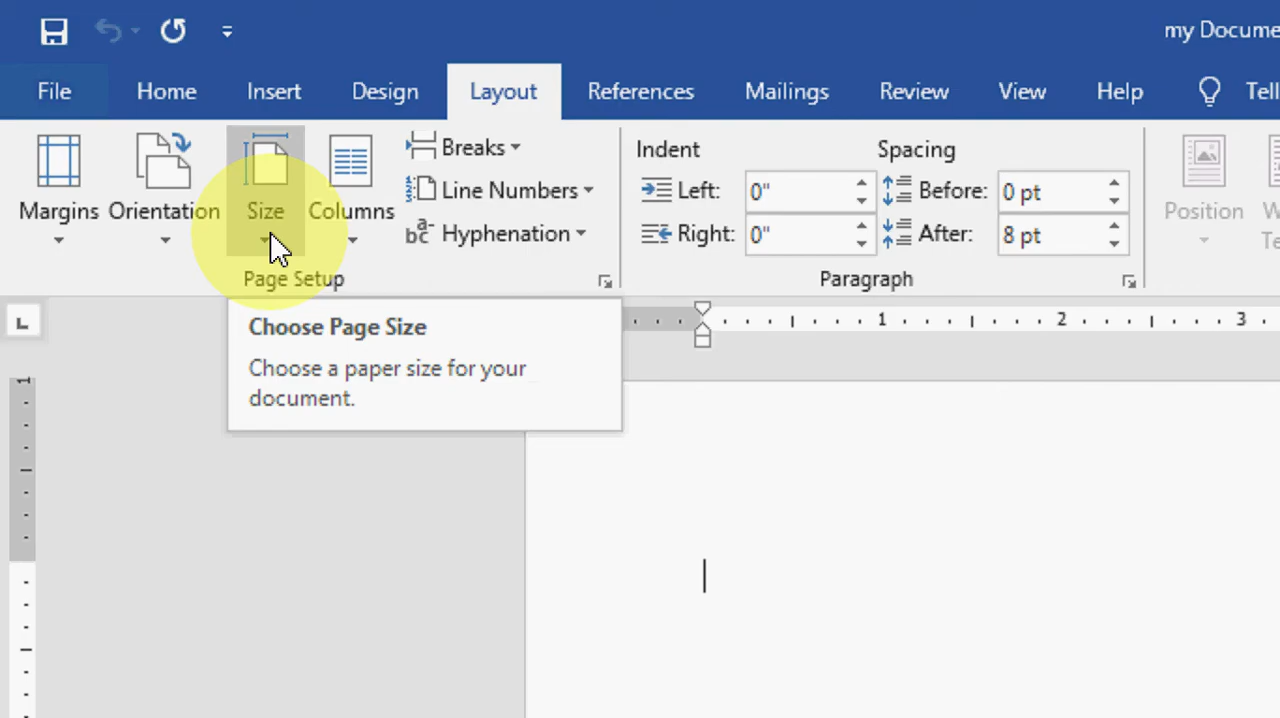 my Docume
File Home Insert Design Layout References Mailings Review View Help Tell
Margins Orientation Size Columns
Breaks
Line Numbers
Hyphenation
Page Setup
Indent
Left: 0"
Right: 0"
Spacing
Before: 0 pt
After: 8 pt
Paragraph
Position
Choose Page Size
Choose a paper size for your
document.
1 2 3
1